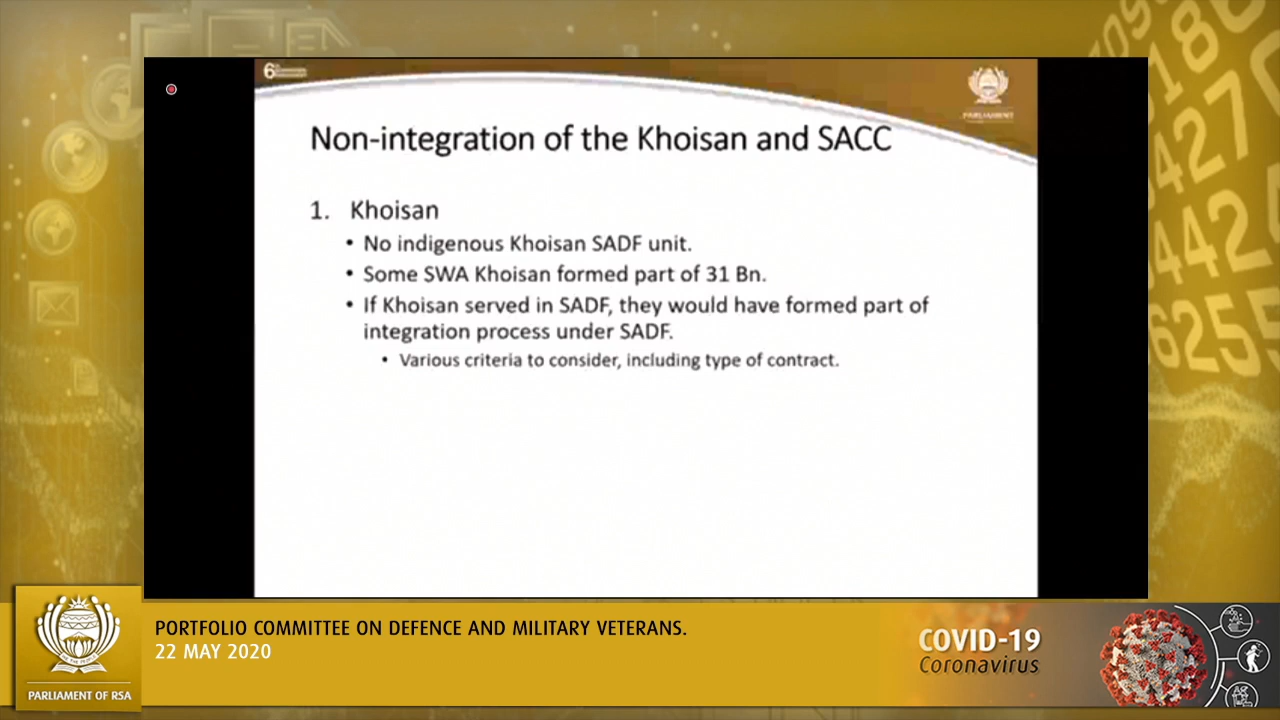 6
PARLIAMENT
Non-integration of the Khoisan and SACC
1. Khoisan
• No indigenous Khoisan SADF unit.
• Some SWA Khoisan formed part of 31 Bn.
• If Khoisan served in SADF, they would have formed part of
integration process under SADF.
• Various criteria to consider, including type of contract.
PORTFOLIO COMMITTEE ON DEFENCE AND MILITARY VETERANS.
22 MAY 2020
PARLIAMENT OF RSA
COVID-19
Coronavirus